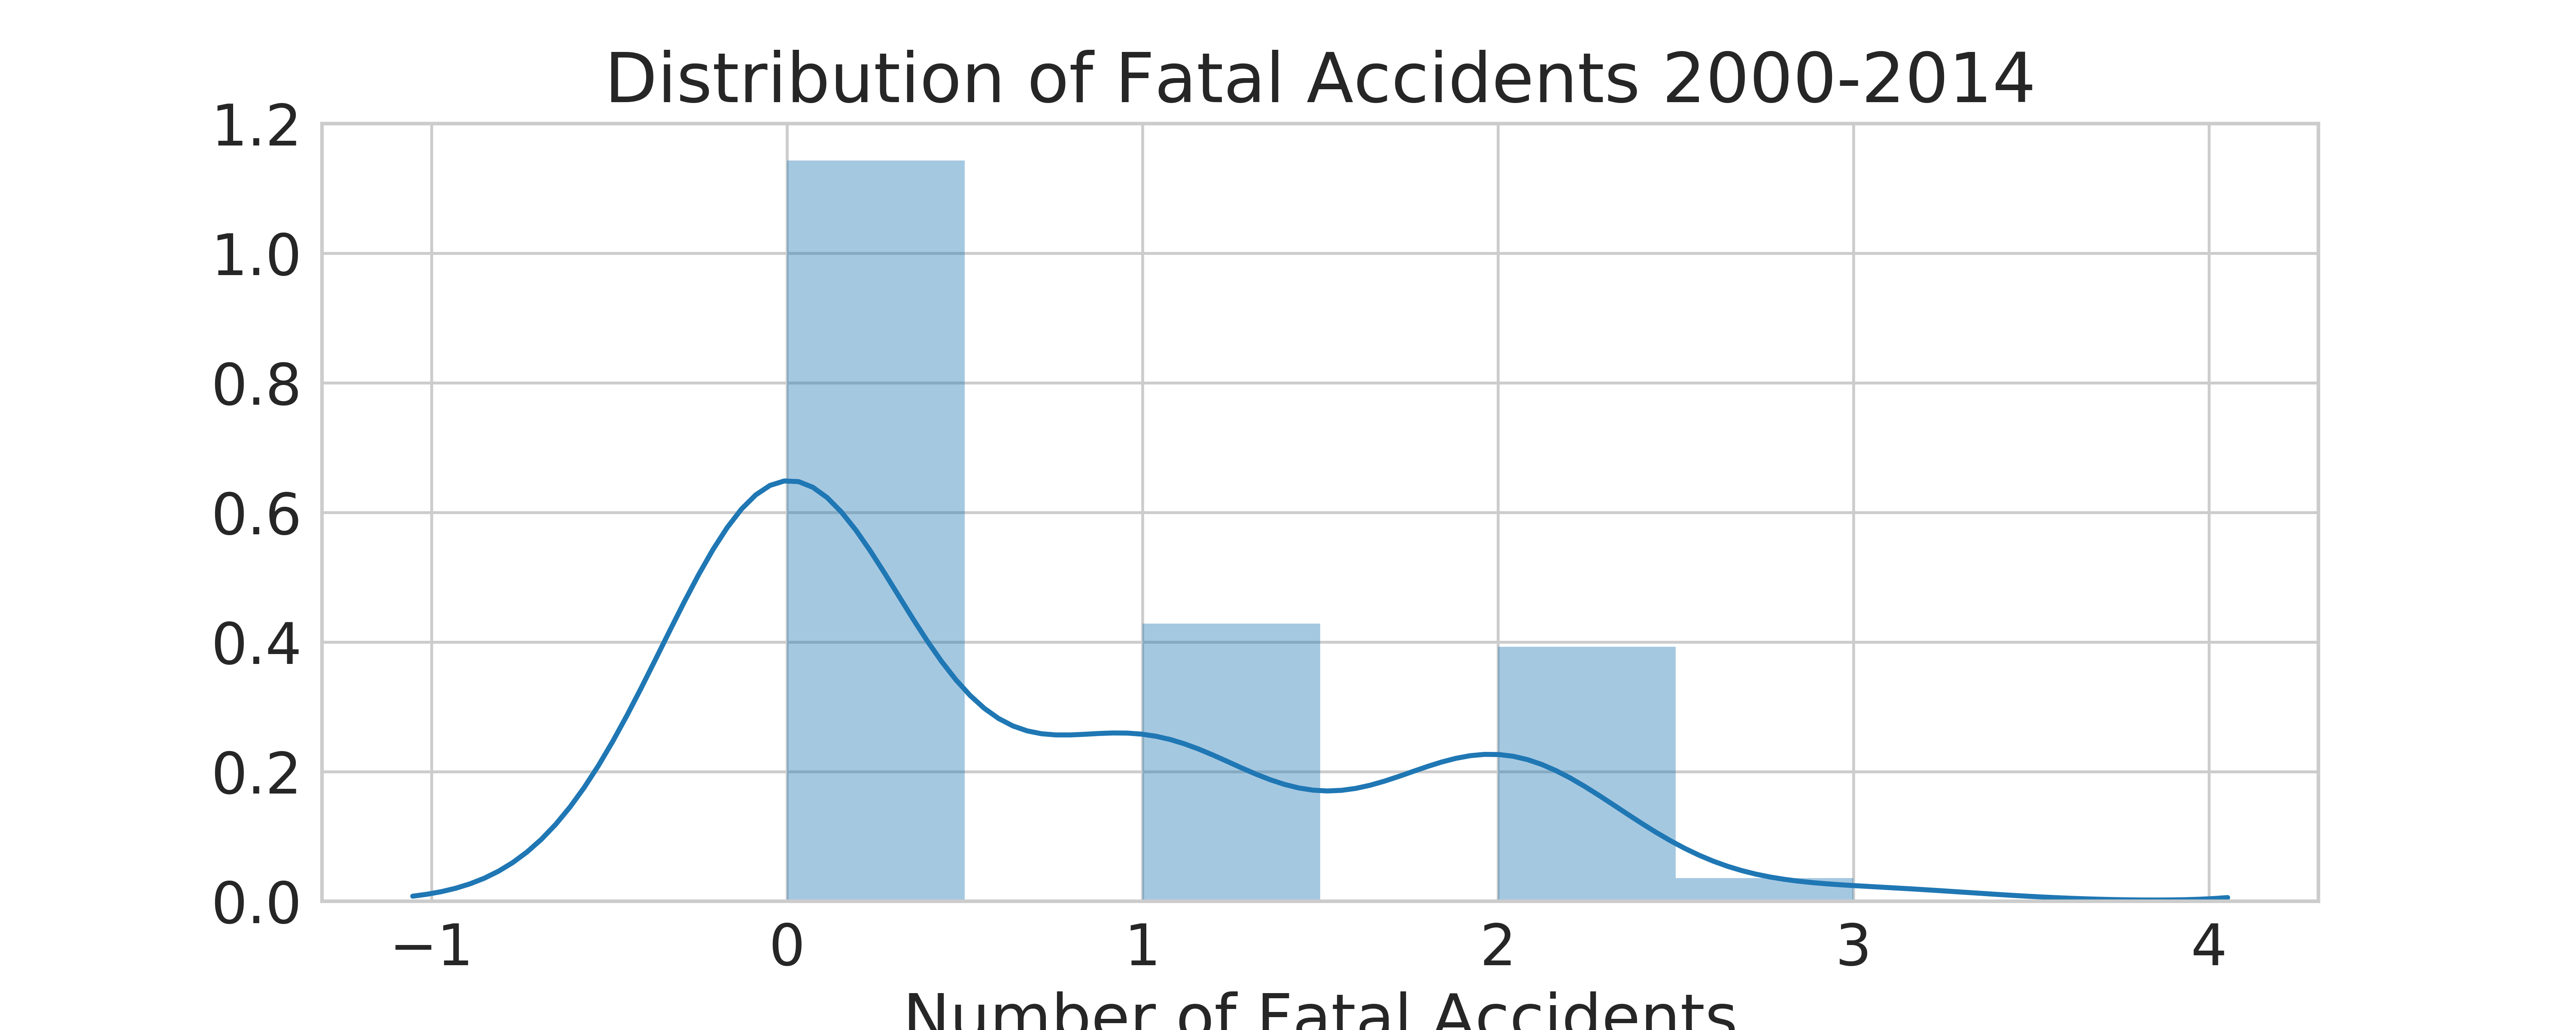 Distribution of Fatal Accidents 2000-2014
1.2
1.0
0.8
0.6
0.4
0.2
0.0
−1 0 1 2 3 4
Number of Fatal Accidents